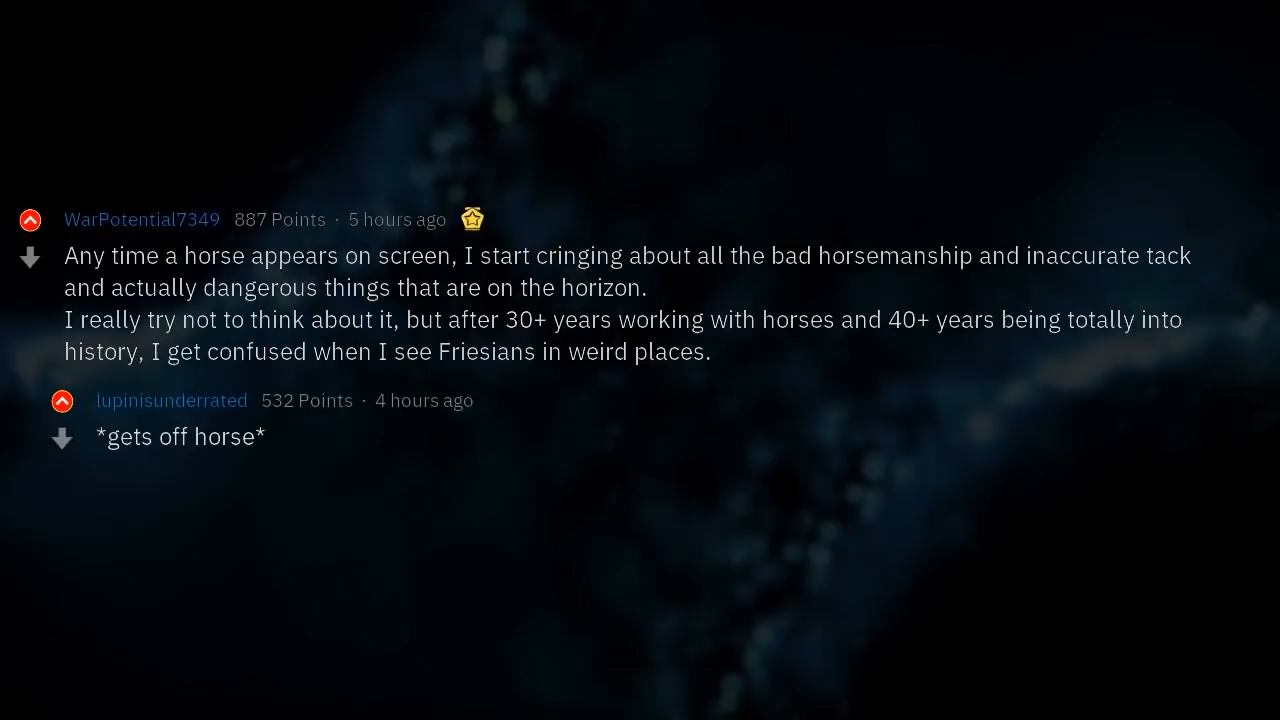 WarPotential7349 887 Points · 5 hours ago
Any time a horse appears on screen, I start cringing about all the bad horsemanship and inaccurate tack
and actually dangerous things that are on the horizon.
I really try not to think about it, but after 30+ years working with horses and 40+ years being totally into
history, I get confused when I see Friesians in weird places.
lupinisunderrated 532 Points · 4 hours ago
*gets off horse*